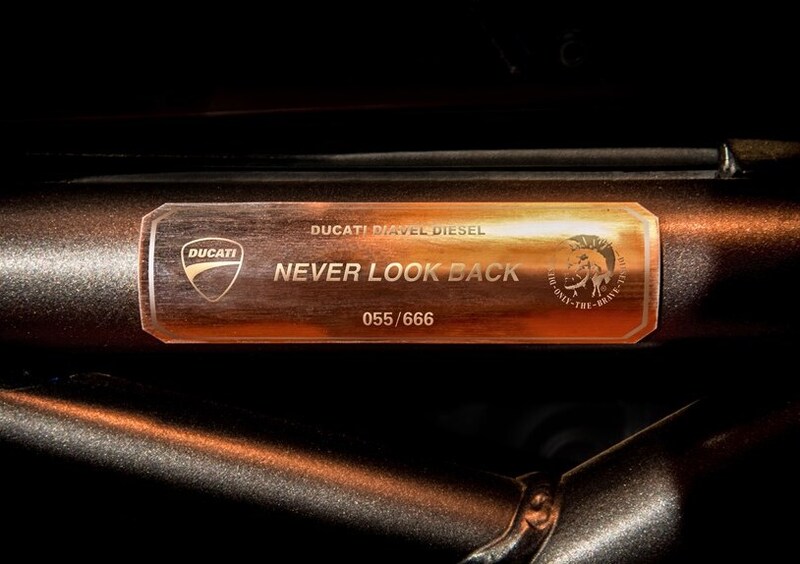 DUCATI DIAVEL DIESEL
DUCATI
NEVER LOOK BACK
055/666
ONLY-THE-BRAVE